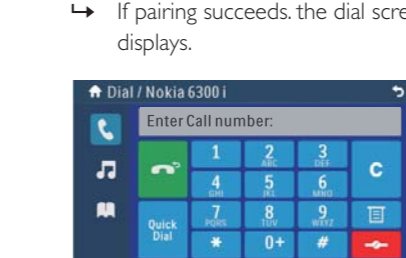 ↳ If pairing succeeds. the dial scre
displays.
Dial / Nokia 6300 i
Enter Call number:
1 2 ABC 3 DEF C
4 GHI 5 JKL 6 MNO
Quick Dial 7 PQRS 8 TUV 9 WXYZ
* 0+ #